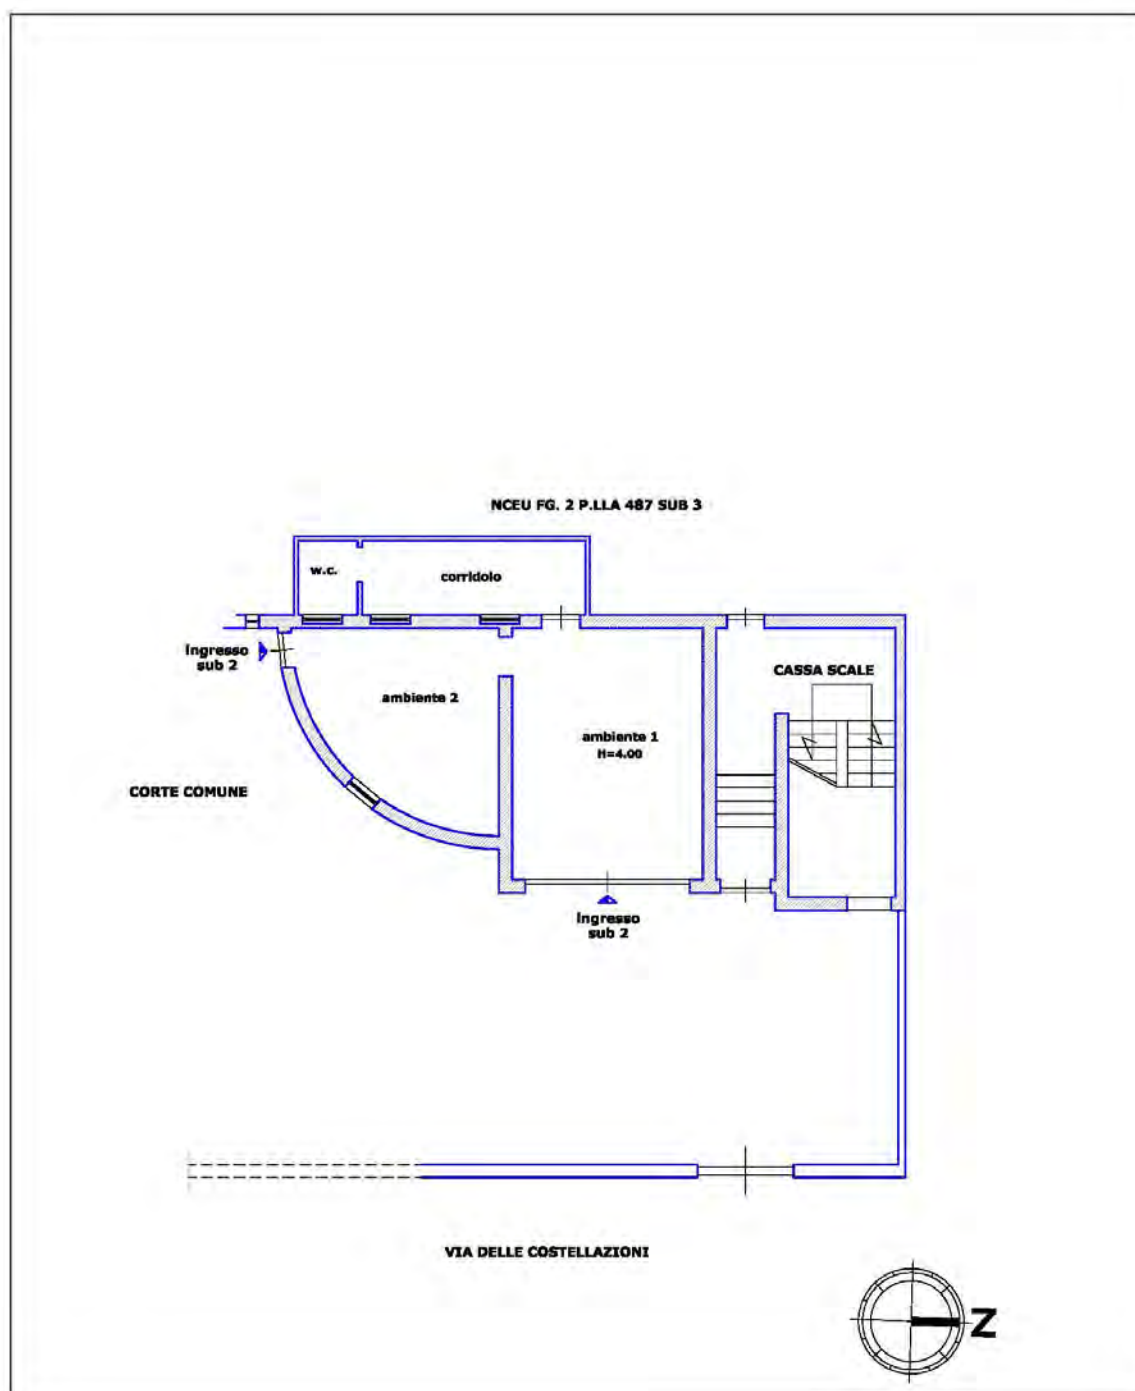 NCEU FG. 2 P.LLA 487 SUB 3
w.c.
corridoio
Ingresso
sub 2
CASSA SCALE
ambiente 2
ambiente 1
H=4.00
CORTE COMUNE
Ingresso
sub 2
VIA DELLE COSTELLAZIONI
N